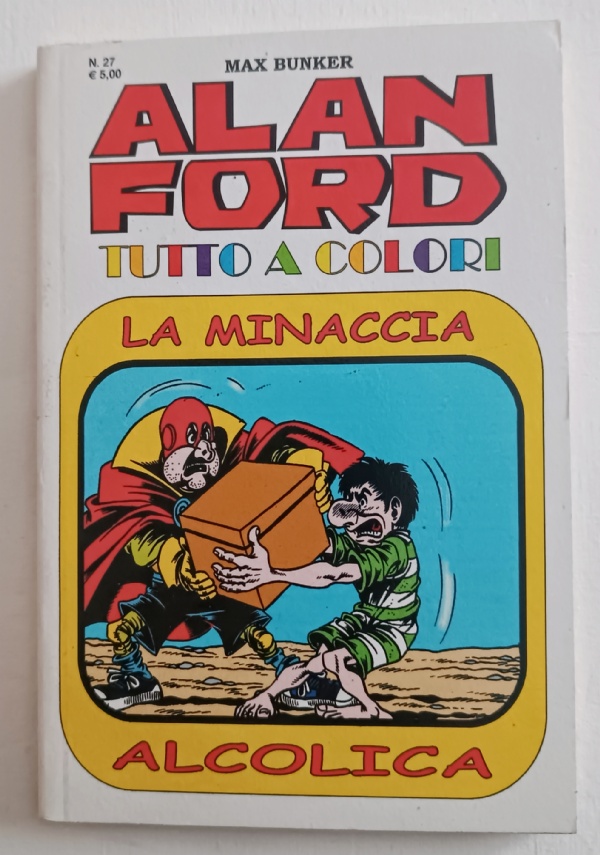 N. 27
€ 5,00
MAX BUNKER
ALAN
FORD
TUTTO A COLORI
LA MINACCIA
ALCOLICA